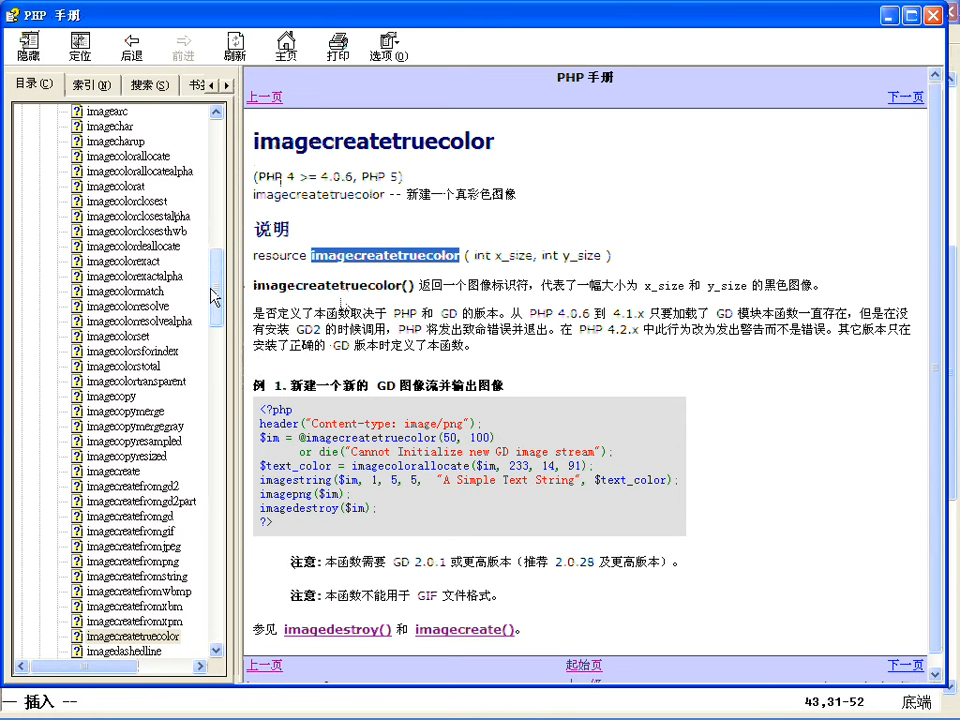 PHP 手册
隐藏 定位 后退 前进 刷新 主页 打印 选项(O)
目录(C) 索引(N) 搜索(S)
imagearc
imagechar
imagecharup
imagecolorallocate
imagecolorallocatealpha
imagecolorat
imagecolorclosest
imagecolorclosestalpha
imagecolorclosesthwb
imagecolordeallocate
imagecolorexact
imagecolorexactalpha
imagecolormatch
imagecolorresolve
imagecolorresolvealpha
imagecolorset
imagecolorsforindex
imagecolorstotal
imagecolortransparent
imagecopy
imagecopymerge
imagecopymergegray
imagecopyresampled
imagecopyresized
imagecreate
imagecreatefromgd2
imagecreatefromgd2part
imagecreatefromgd
imagecreatefromgif
imagecreatefromjpeg
imagecreatefrompng
imagecreatefromstring
imagecreatefromwbmp
imagecreatefromxbm
imagecreatefromxpm
imagecreatetruecolor
imagedashedline
PHP 手册
上一页 下一页
imagecreatetruecolor
(PHP 4 >= 4.0.6, PHP 5)
imagecreatetruecolor -- 新建一个真彩色图像
说明
resource imagecreatetruecolor ( int x_size, int y_size )
imagecreatetruecolor() 返回一个图像标识符，代表了一幅大小为 x_size 和 y_size 的黑色图像。
是否定义了本函数取决于 PHP 和 GD 的版本。从 PHP 4.0.6 到 4.1.x 只要加载了 GD 模块本函数一直存在，但是在没
有安装 GD2 的时候调用，PHP 将发出致命错误并退出。在 PHP 4.2.x 中此行为改为发出警告而不是错误。其它版本只在
安装了正确的 GD 版本时定义了本函数。
例 1. 新建一个新的 GD 图像流并输出图像
<?php
header("Content-type: image/png");
$im = @imagecreatetruecolor(50, 100)
or die("Cannot Initialize new GD image stream");
$text_color = imagecolorallocate($im, 233, 14, 91);
imagestring($im, 1, 5, 5, "A Simple Text String", $text_color);
imagepng($im);
imagedestroy($im);
?>
注意: 本函数需要 GD 2.0.1 或更高版本（推荐 2.0.28 及更高版本）。
注意: 本函数不能用于 GIF 文件格式。
参见 imagedestroy() 和 imagecreate()。
上一页 起始页 下一页
-- 插入 -- 43,31-52 底端